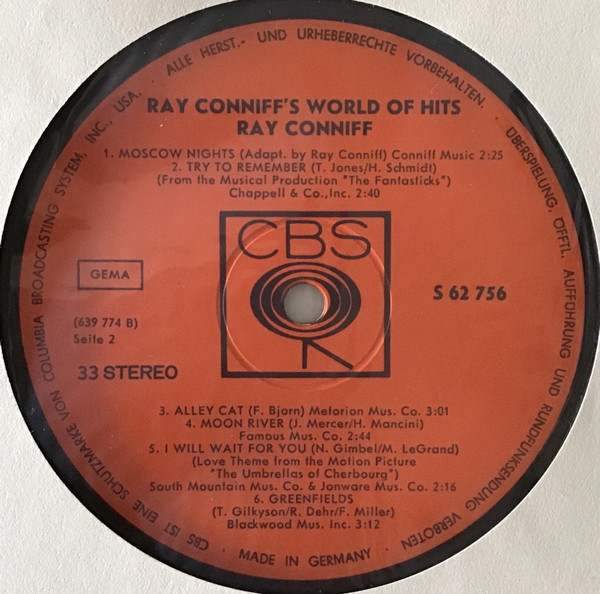 RAY CONNIFF'S WORLD OF HITS
RAY CONNIFF
1. MOSCOW NIGHTS (Adapt. by Ray Conniff) Conniff Music 2:25
2. TRY TO REMEMBER (T. Jones/H. Schmidt)
(From the Musical Production "The Fantasticks")
Chappell & Co., Inc. 2:40
CBS
GEMA
S 62 756
(639 774 B)
Seite 2
33 STEREO
3. ALLEY CAT (F. Bjorn) Metorion Mus. Co. 3:01
4. MOON RIVER (J. Mercer/H. Mancini)
Famous Mus. Co. 2:44
5. I WILL WAIT FOR YOU (N. Gimbel/M. LeGrand)
(Love Theme from the Motion Picture
"The Umbrellas of Cherbourg")
South Mountain Mus. Co. & Jonware Mus. Co. 2:16
6. GREENFIELDS
(T. Gilkyson/R. Dehr/F. Miller)
Blackwood Mus. Inc. 3:12
CBS IST EINE SCHUTZMARKE VON COLUMBIA BROADCASTING SYSTEM, INC., USA. · ALLE HERST.- UND URHEBERRECHTE VORBEHALTEN. · ÜBERSPIELUNG, ÖFFTL. AUFFÜHRUNG UND RUNDFUNKSENDUNG VERBOTEN · MADE IN GERMANY ·